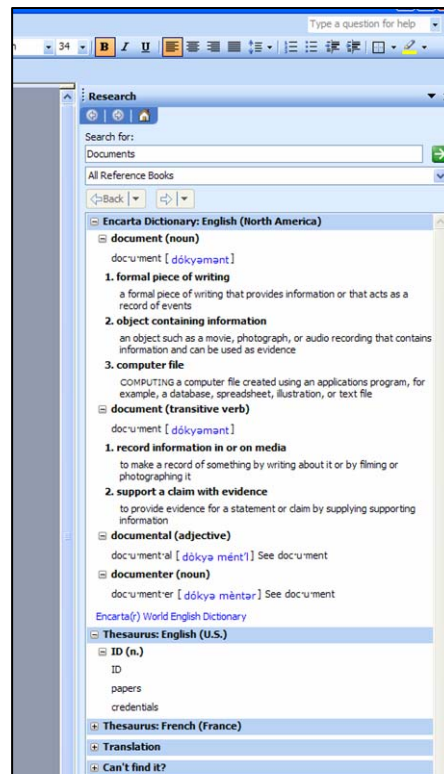 Type a question for help
34 B I U
Research
Search for:
Documents
All Reference Books
Back
Encarta Dictionary: English (North America)
document (noun)
doc·u·ment [ dókyəmənt ]
1. formal piece of writing
a formal piece of writing that provides information or that acts as a
record of events
2. object containing information
an object such as a movie, photograph, or audio recording that contains
information and can be used as evidence
3. computer file
COMPUTING a computer file created using an applications program, for
example, a database, spreadsheet, illustration, or text file
document (transitive verb)
doc·u·ment [ dókyəmənt ]
1. record information in or on media
to make a record of something by writing about it or by filming or
photographing it
2. support a claim with evidence
to provide evidence for a statement or claim by supplying supporting
information
documental (adjective)
doc·u·ment·al [ dòkyə mént'l ] See doc·u·ment
documenter (noun)
doc·u·ment·er [ dókyə mèntər ] See doc·u·ment
Encarta(r) World English Dictionary
Thesaurus: English (U.S.)
ID (n.)
ID
papers
credentials
Thesaurus: French (France)
Translation
Can't find it?